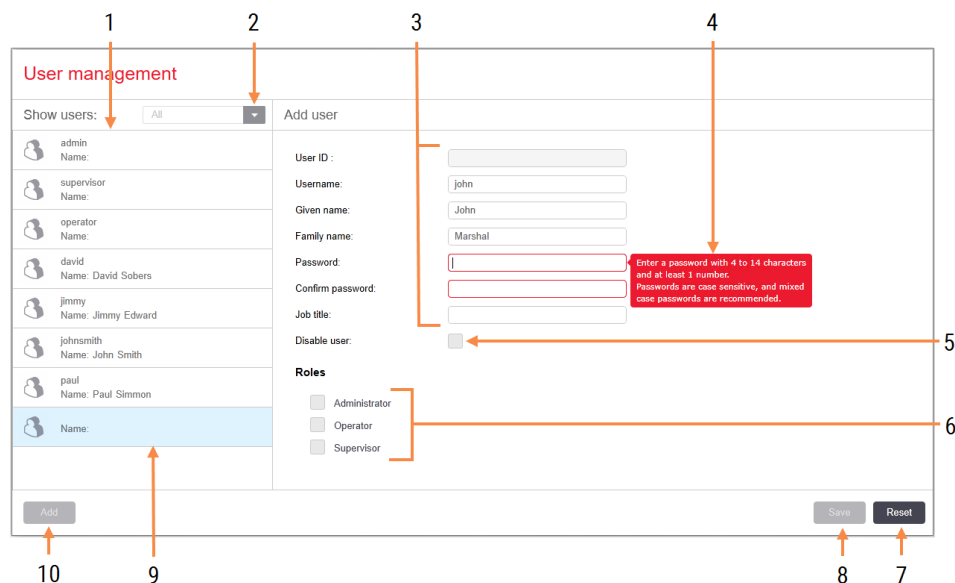 1 2 3 4
User management
Show users: All Add user
admin
Name:
supervisor
Name:
operator
Name:
david
Name: David Sobers
jimmy
Name: Jimmy Edward
johnsmith
Name: John Smith
paul
Name: Paul Simmon
Name:
User ID :
Username: john
Given name: John
Family name: Marshal
Password:
Enter a password with 4 to 14 characters
and at least 1 number.
Passwords are case sensitive, and mixed
case passwords are recommended.
Confirm password:
Job title:
Disable user:
5
Roles
Administrator
Operator
Supervisor
6
Add Save Reset
10 9 8 7